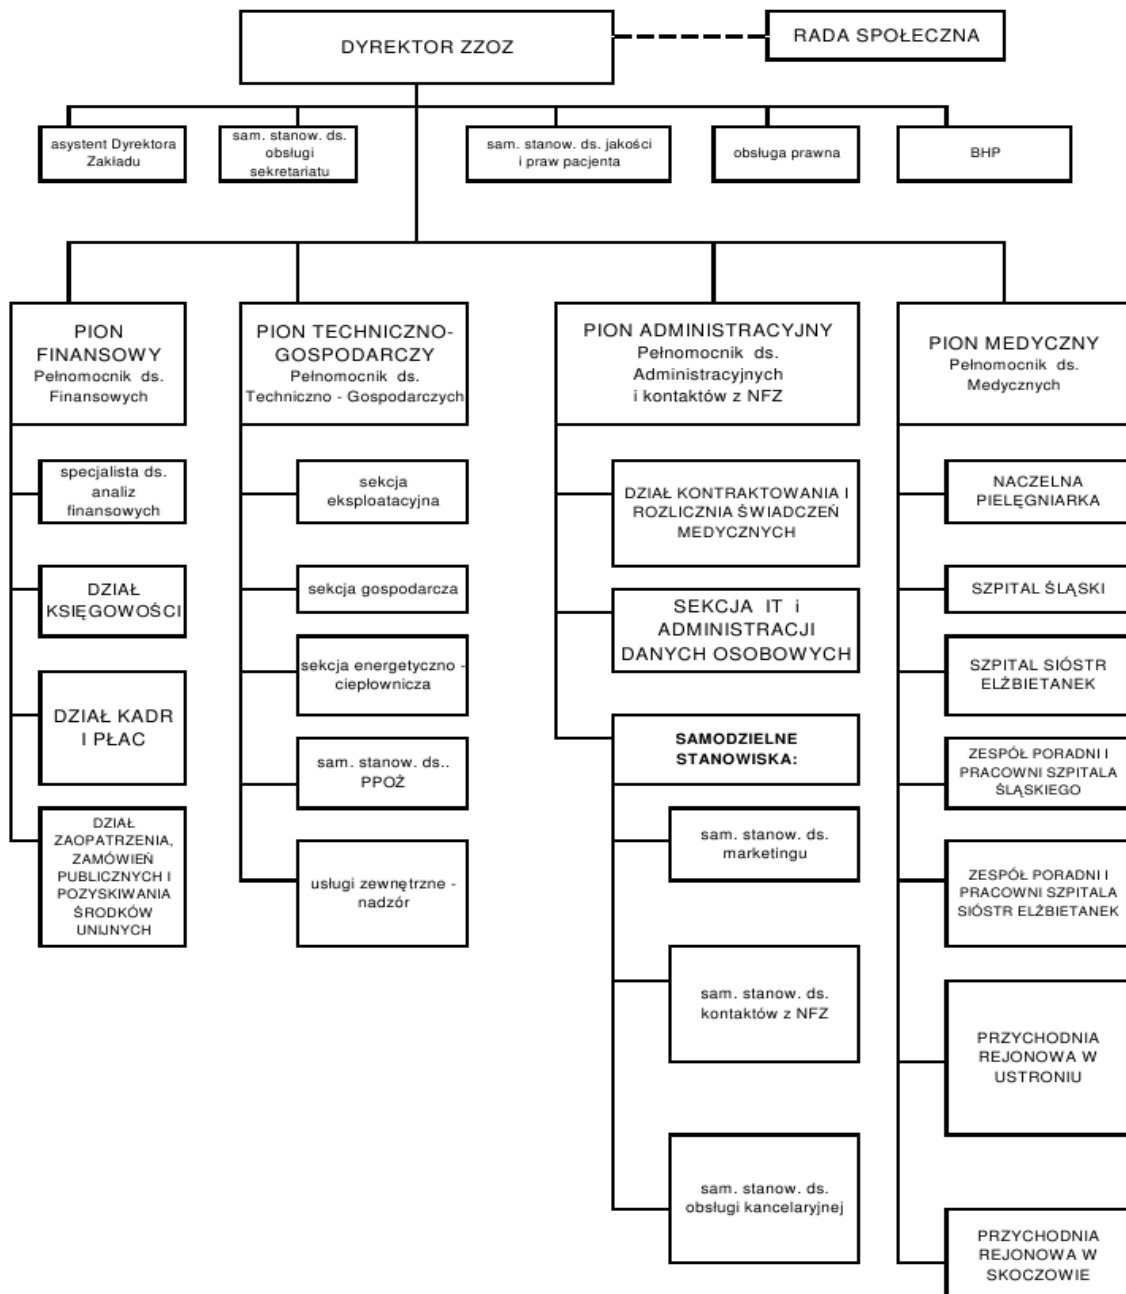 DYREKTOR ZZOZ
RADA SPOŁECZNA
asystent Dyrektora
Zakładu
sam. stanow. ds.
obsługi
sekretariatu
sam. stanow. ds. jakości
i praw pacjenta
obsługa prawna
BHP
PION
FINANSOWY
Pełnomocnik ds.
Finansowych
PION TECHNICZNO-
GOSPODARCZY
Pełnomocnik ds.
Techniczno - Gospodarczych
PION ADMINISTRACYJNY
Pełnomocnik ds.
Administracyjnych
i kontaktów z NFZ
PION MEDYCZNY
Pełnomocnik ds.
Medycznych
specjalista ds.
analiz
finansowych
DZIAŁ
KSIĘGOWOŚCI
DZIAŁ KADR
I PŁAC
DZIAŁ
ZAOPATRZENIA,
ZAMÓWIEŃ
PUBLICZNYCH I
POZYSKIWANIA
ŚRODKÓW
UNIJNYCH
sekcja
eksploatacyjna
sekcja gospodarcza
sekcja energetyczno -
ciepłownicza
sam. stanow. ds..
PPOŻ
usługi zewnętrzne -
nadzór
DZIAŁ KONTRAKTOWANIA I
ROZLICZNIA ŚWIADCZEŃ
MEDYCZNYCH
SEKCJA IT i
ADMINISTRACJI
DANYCH OSOBOWYCH
SAMODZIELNE
STANOWISKA:
sam. stanow. ds.
marketingu
sam. stanow. ds.
kontaktów z NFZ
sam. stanow. ds.
obsługi kancelaryjnej
NACZELNA
PIELĘGNIARKA
SZPITAL ŚLĄSKI
SZPITAL SIÓSTR
ELŻBIETANEK
ZESPÓŁ PORADNI I
PRACOWNI SZPITALA
ŚLĄSKIEGO
ZESPÓŁ PORADNI I
PRACOWNI SZPITALA
SIÓSTR ELŻBIETANEK
PRZYCHODNIA
REJONOWA W
USTRONIU
PRZYCHODNIA
REJONOWA W
SKOCZOWIE